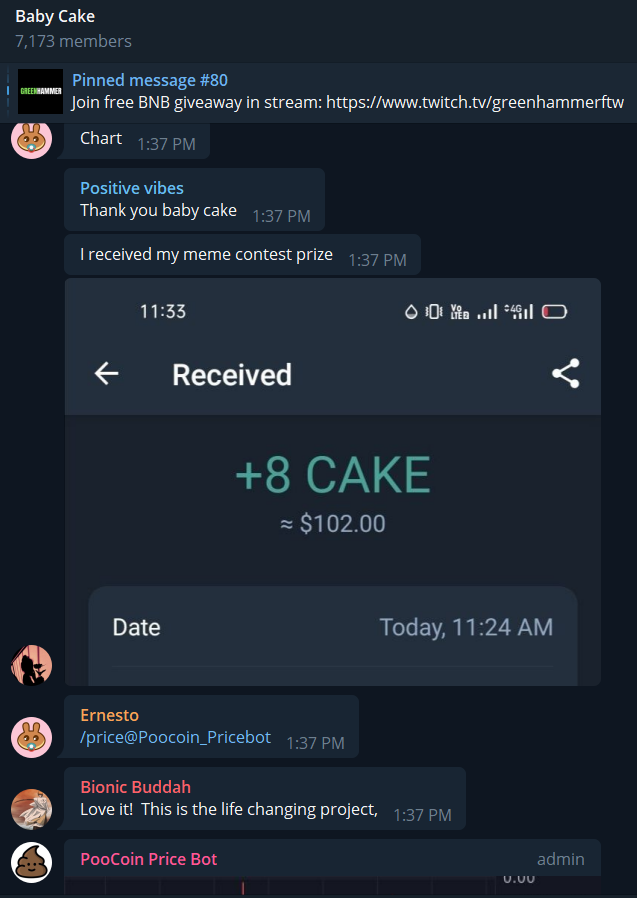 Baby Cake
7,173 members
GREENHAMMER
Pinned message #80
Join free BNB giveaway in stream: https://www.twitch.tv/greenhammerftw
Chart 1:37 PM
Positive vibes
Thank you baby cake 1:37 PM
I received my meme contest prize 1:37 PM
11:33 Vo LTEB 4G
Received
+8 CAKE
≈ $102.00
Date Today, 11:24 AM
Ernesto
/price@Poocoin_Pricebot 1:37 PM
Bionic Buddah
Love it!  This is the life changing project, 1:37 PM
PooCoin Price Bot admin
0.00